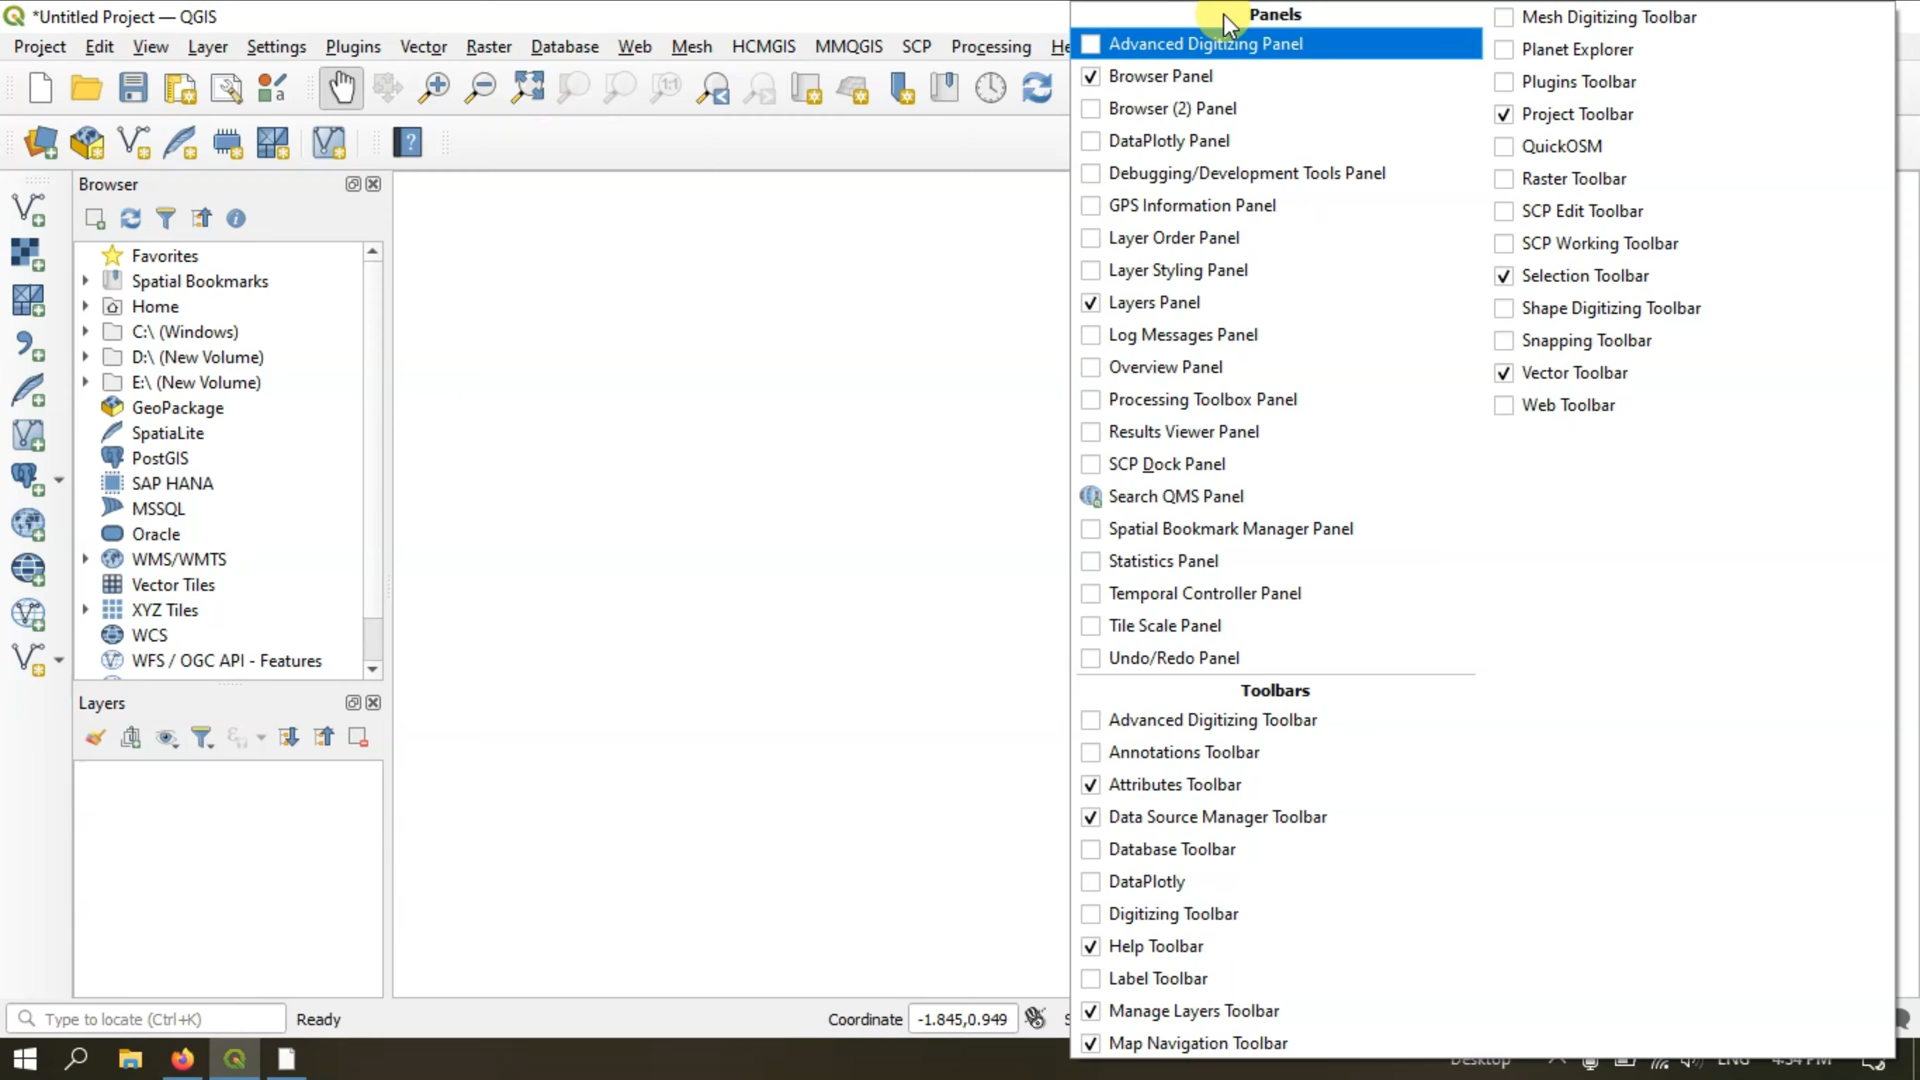 *Untitled Project — QGIS
Project Edit View Layer Settings Plugins Vector Raster Database Web Mesh HCMGIS MMQGIS SCP Processing He
Browser
Favorites
Spatial Bookmarks
Home
C:\ (Windows)
D:\ (New Volume)
E:\ (New Volume)
GeoPackage
SpatiaLite
PostGIS
SAP HANA
MSSQL
Oracle
WMS/WMTS
Vector Tiles
XYZ Tiles
WCS
WFS / OGC API - Features
Layers
Type to locate (Ctrl+K)
Ready
Coordinate -1.845,0.949
Panels
Advanced Digitizing Panel
Browser Panel
Browser (2) Panel
DataPlotly Panel
Debugging/Development Tools Panel
GPS Information Panel
Layer Order Panel
Layer Styling Panel
Layers Panel
Log Messages Panel
Overview Panel
Processing Toolbox Panel
Results Viewer Panel
SCP Dock Panel
Search QMS Panel
Spatial Bookmark Manager Panel
Statistics Panel
Temporal Controller Panel
Tile Scale Panel
Undo/Redo Panel
Toolbars
Advanced Digitizing Toolbar
Annotations Toolbar
Attributes Toolbar
Data Source Manager Toolbar
Database Toolbar
DataPlotly
Digitizing Toolbar
Help Toolbar
Label Toolbar
Manage Layers Toolbar
Map Navigation Toolbar
Mesh Digitizing Toolbar
Planet Explorer
Plugins Toolbar
Project Toolbar
QuickOSM
Raster Toolbar
SCP Edit Toolbar
SCP Working Toolbar
Selection Toolbar
Shape Digitizing Toolbar
Snapping Toolbar
Vector Toolbar
Web Toolbar
Desktop
ENG 4:34 PM